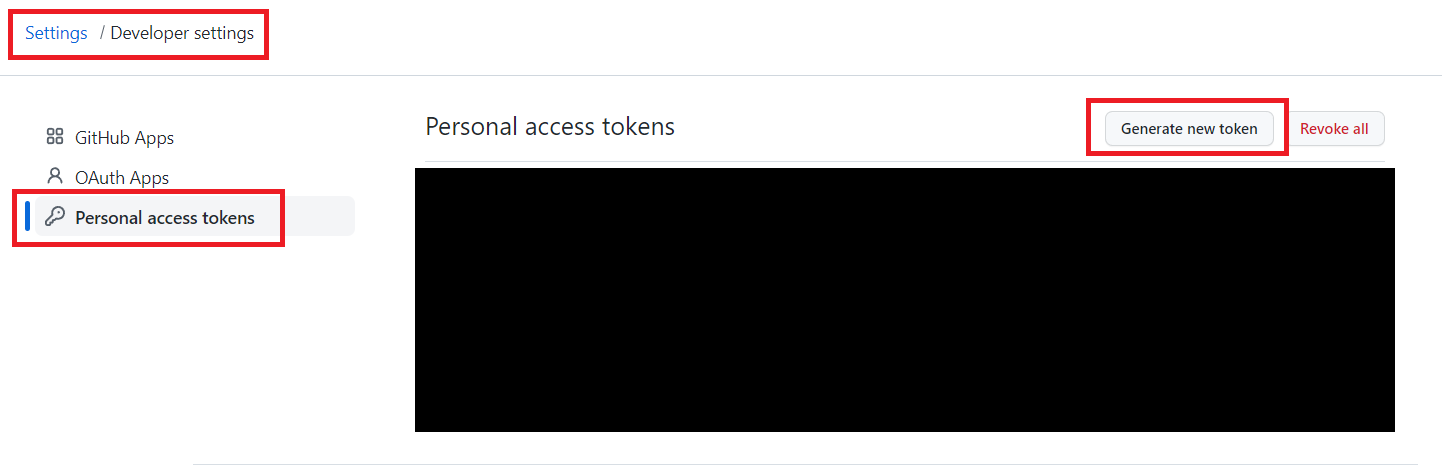 Settings / Developer settings
GitHub Apps
OAuth Apps
Personal access tokens
Personal access tokens
Generate new token
Revoke all